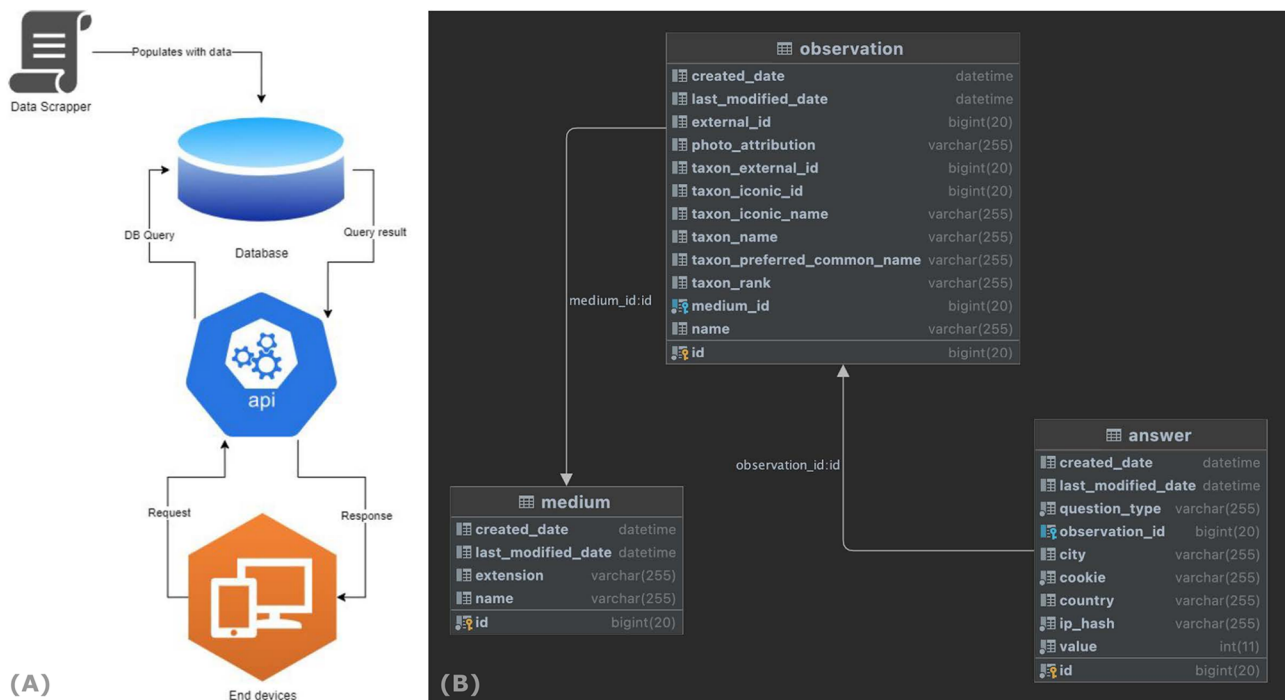 Populates with data
Data Scrapper
DB Query
Query result
Database
api
Request
Response
End devices
(A)
observation
created_date datetime
last_modified_date datetime
external_id bigint(20)
photo_attribution varchar(255)
taxon_external_id bigint(20)
taxon_iconic_id bigint(20)
taxon_iconic_name varchar(255)
taxon_name varchar(255)
taxon_preferred_common_name varchar(255)
taxon_rank varchar(255)
medium_id bigint(20)
name varchar(255)
id bigint(20)
medium_id:id
observation_id:id
medium
created_date datetime
last_modified_date datetime
extension varchar(255)
name varchar(255)
id bigint(20)
answer
created_date datetime
last_modified_date datetime
question_type varchar(255)
observation_id bigint(20)
city varchar(255)
cookie varchar(255)
country varchar(255)
ip_hash varchar(255)
value int(11)
id bigint(20)
(B)